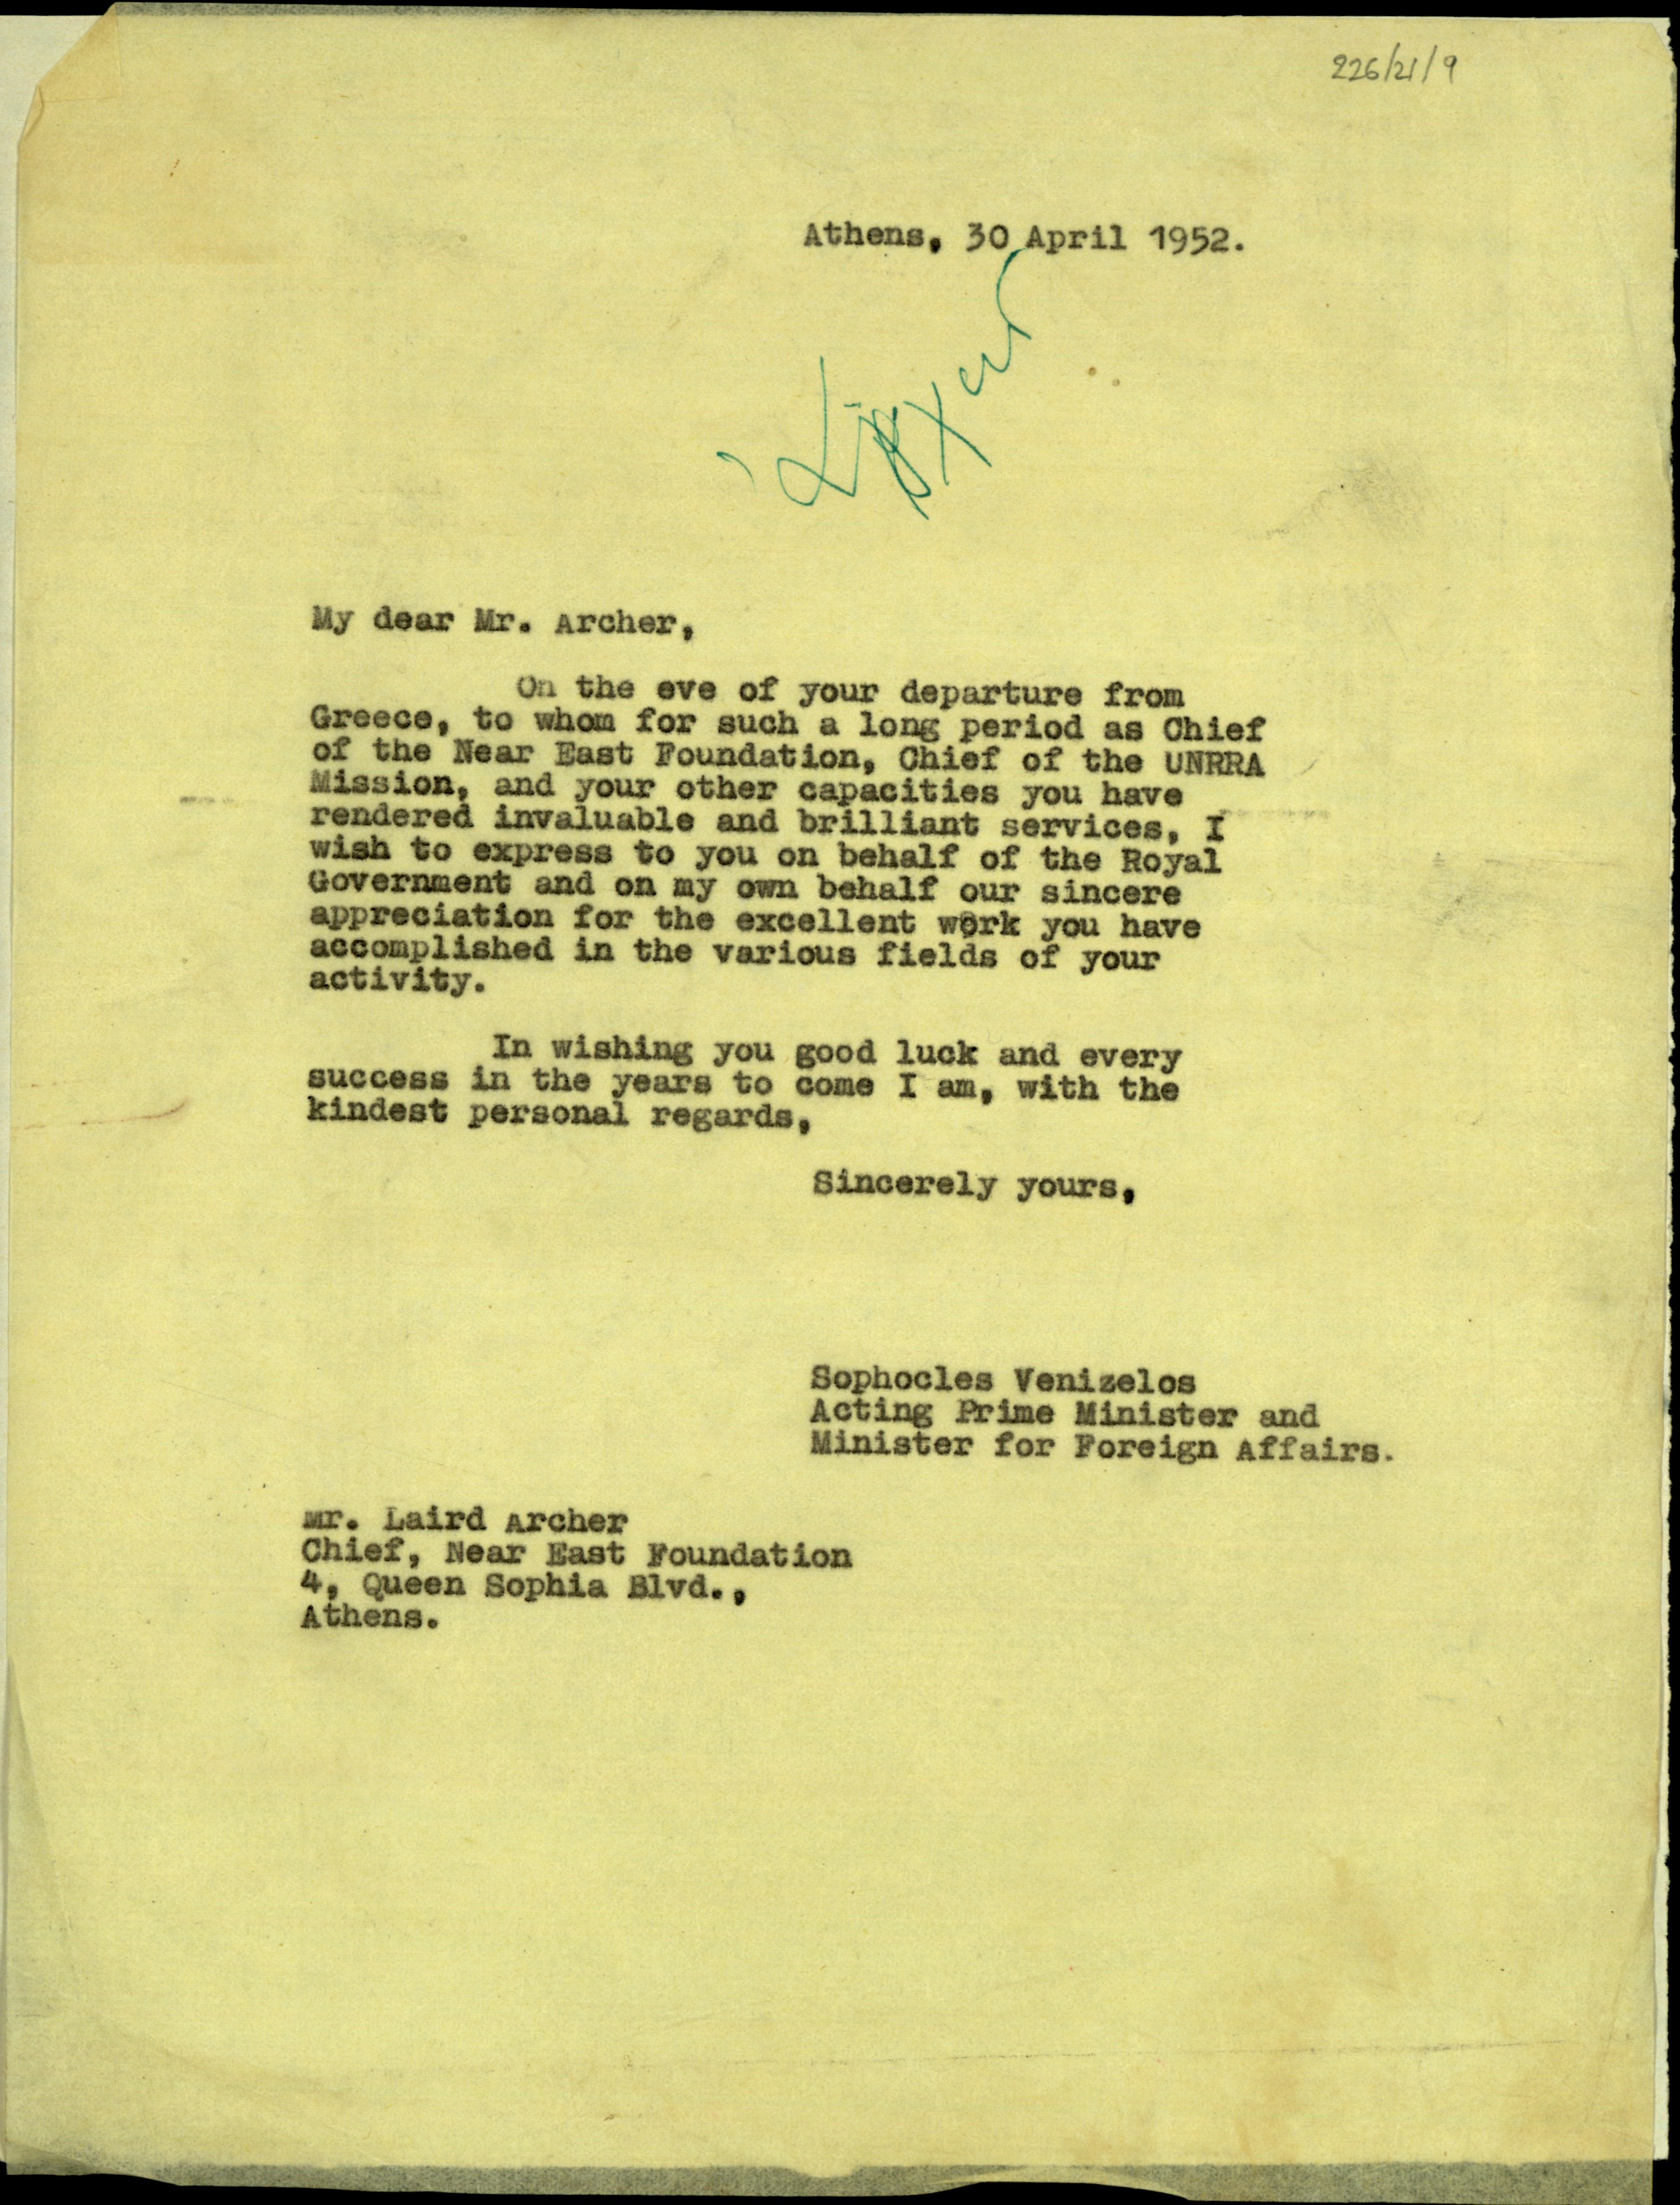 226/21/9
Athens, 30 April 1952.
My dear Mr. Archer,
On the eve of your departure from
Greece, to whom for such a long period as Chief
of the Near East Foundation, Chief of the UNRRA
Mission, and your other capacities you have
rendered invaluable and brilliant services, I
wish to express to you on behalf of the Royal
Government and on my own behalf our sincere
appreciation for the excellent work you have
accomplished in the various fields of your
activity.
In wishing you good luck and every
success in the years to come I am, with the
kindest personal regards,
Sincerely yours,
Sophocles Venizelos
Acting Prime Minister and
Minister for Foreign Affairs.
Mr. Laird Archer
Chief, Near East Foundation
4, Queen Sophia Blvd.,
Athens.